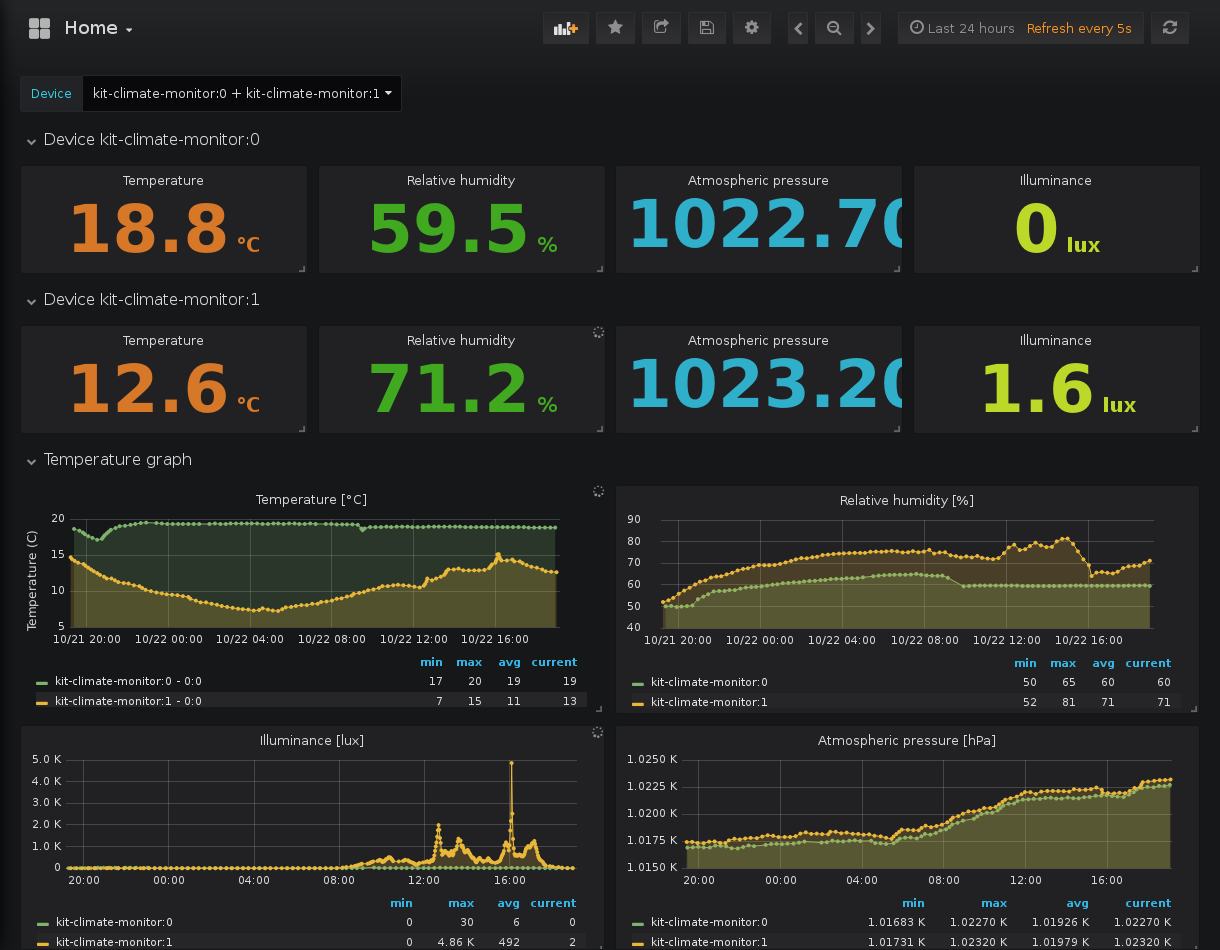 Home
Last 24 hours Refresh every 5s
Device kit-climate-monitor:0 + kit-climate-monitor:1
Device kit-climate-monitor:0
Temperature Relative humidity Atmospheric pressure Illuminance
18.8 °C 59.5 % 1022.70 0 lux
Device kit-climate-monitor:1
Temperature Relative humidity Atmospheric pressure Illuminance
12.6 °C 71.2 % 1023.20 1.6 lux
Temperature graph
Temperature [°C]
Temperature (C)
20
15
10
5
10/21 20:00 10/22 00:00 10/22 04:00 10/22 08:00 10/22 12:00 10/22 16:00
min max avg current
kit-climate-monitor:0 - 0:0 17 20 19 19
kit-climate-monitor:1 - 0:0 7 15 11 13
Relative humidity [%]
90
80
70
60
50
40
10/21 20:00 10/22 00:00 10/22 04:00 10/22 08:00 10/22 12:00 10/22 16:00
min max avg current
kit-climate-monitor:0 50 65 60 60
kit-climate-monitor:1 52 81 71 71
Illuminance [lux]
5.0 K
4.0 K
3.0 K
2.0 K
1.0 K
0
20:00 00:00 04:00 08:00 12:00 16:00
min max avg current
kit-climate-monitor:0 0 30 6 0
kit-climate-monitor:1 0 4.86 K 492 2
Atmospheric pressure [hPa]
1.0250 K
1.0225 K
1.0200 K
1.0175 K
1.0150 K
20:00 00:00 04:00 08:00 12:00 16:00
min max avg current
kit-climate-monitor:0 1.01683 K 1.02270 K 1.01926 K 1.02270 K
kit-climate-monitor:1 1.01731 K 1.02320 K 1.01979 K 1.02320 K